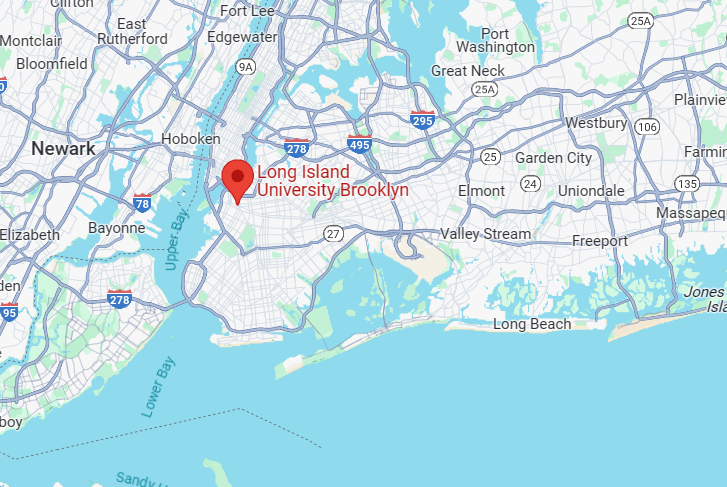 Clifton
Fort Lee
25A
East
Rutherford
Port
Washington
Montclair
Edgewater
Bloomfield
9A
Great Neck
25A
Plainvie
295
Westbury
106
Hoboken
278
495
Newark
25
Garden City
Farmin
Long Island
University Brooklyn
Elmont
24
Uniondale
135
78
Massapeq
Bayonne
Upper Bay
27
Valley Stream
Freeport
Elizabeth
278
95
Jones
Isla
Long Beach
Lower Bay
boy
Sandy